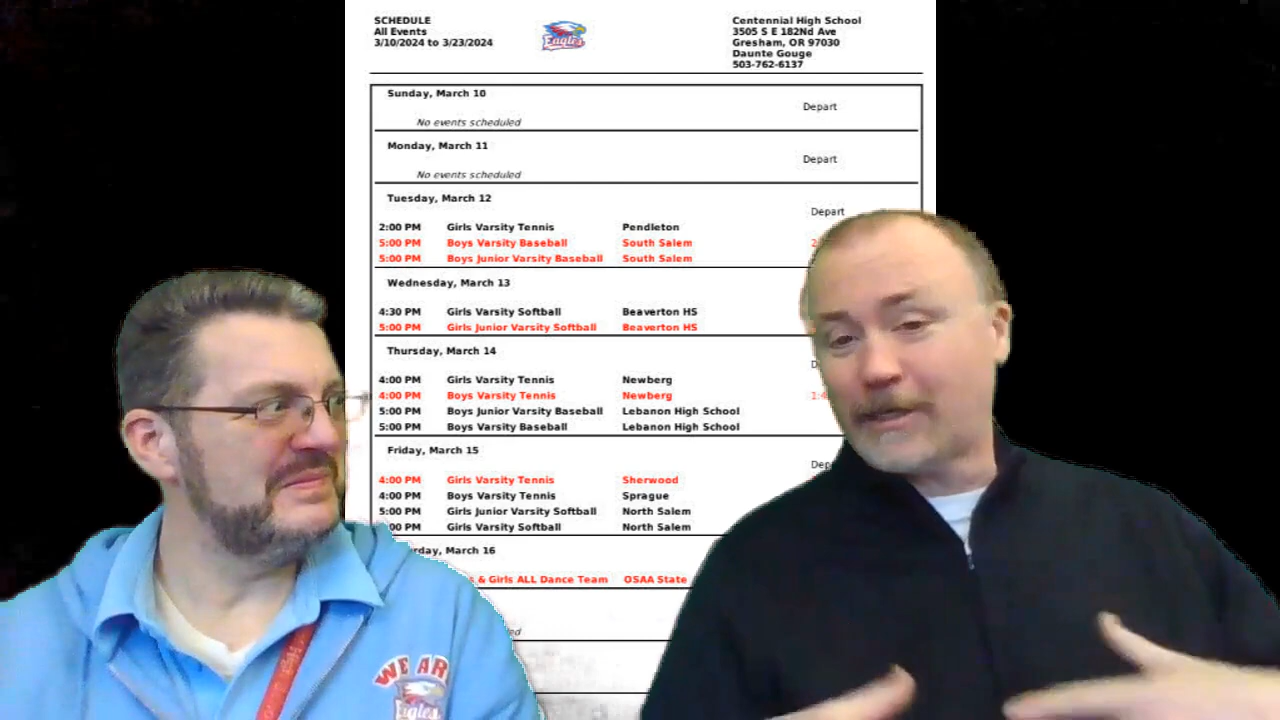 SCHEDULE
All Events
3/10/2024 to 3/23/2024
Eagles
Centennial High School
3505 S E 182Nd Ave
Gresham, OR 97030
Daunte Gouge
503-762-6137
Sunday, March 10
Depart
No events scheduled
Monday, March 11
Depart
No events scheduled
Tuesday, March 12
Depart
2:00 PM Girls Varsity Tennis Pendleton
5:00 PM Boys Varsity Baseball South Salem
5:00 PM Boys Junior Varsity Baseball South Salem
Wednesday, March 13
4:30 PM Girls Varsity Softball Beaverton HS
5:00 PM Girls Junior Varsity Softball Beaverton HS
Thursday, March 14
4:00 PM Girls Varsity Tennis Newberg
4:00 PM Boys Varsity Tennis Newberg
5:00 PM Boys Junior Varsity Baseball Lebanon High School
5:00 PM Boys Varsity Baseball Lebanon High School
Friday, March 15
4:00 PM Girls Varsity Tennis Sherwood
4:00 PM Boys Varsity Tennis Sprague
5:00 PM Girls Junior Varsity Softball North Salem
PM Girls Varsity Softball North Salem
March 16
& Girls ALL Dance Team OSAA State
WE AR
Eagles